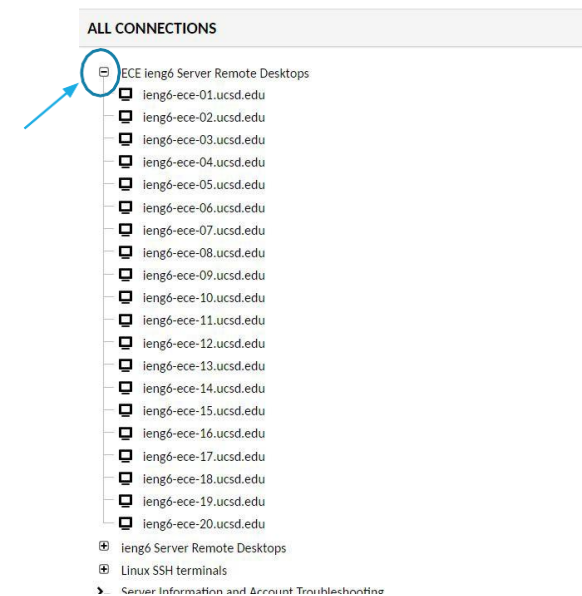 ALL CONNECTIONS
ECE ieng6 Server Remote Desktops
ieng6-ece-01.ucsd.edu
ieng6-ece-02.ucsd.edu
ieng6-ece-03.ucsd.edu
ieng6-ece-04.ucsd.edu
ieng6-ece-05.ucsd.edu
ieng6-ece-06.ucsd.edu
ieng6-ece-07.ucsd.edu
ieng6-ece-08.ucsd.edu
ieng6-ece-09.ucsd.edu
ieng6-ece-10.ucsd.edu
ieng6-ece-11.ucsd.edu
ieng6-ece-12.ucsd.edu
ieng6-ece-13.ucsd.edu
ieng6-ece-14.ucsd.edu
ieng6-ece-15.ucsd.edu
ieng6-ece-16.ucsd.edu
ieng6-ece-17.ucsd.edu
ieng6-ece-18.ucsd.edu
ieng6-ece-19.ucsd.edu
ieng6-ece-20.ucsd.edu
ieng6 Server Remote Desktops
Linux SSH terminals
Server Information and Account Troubleshooting